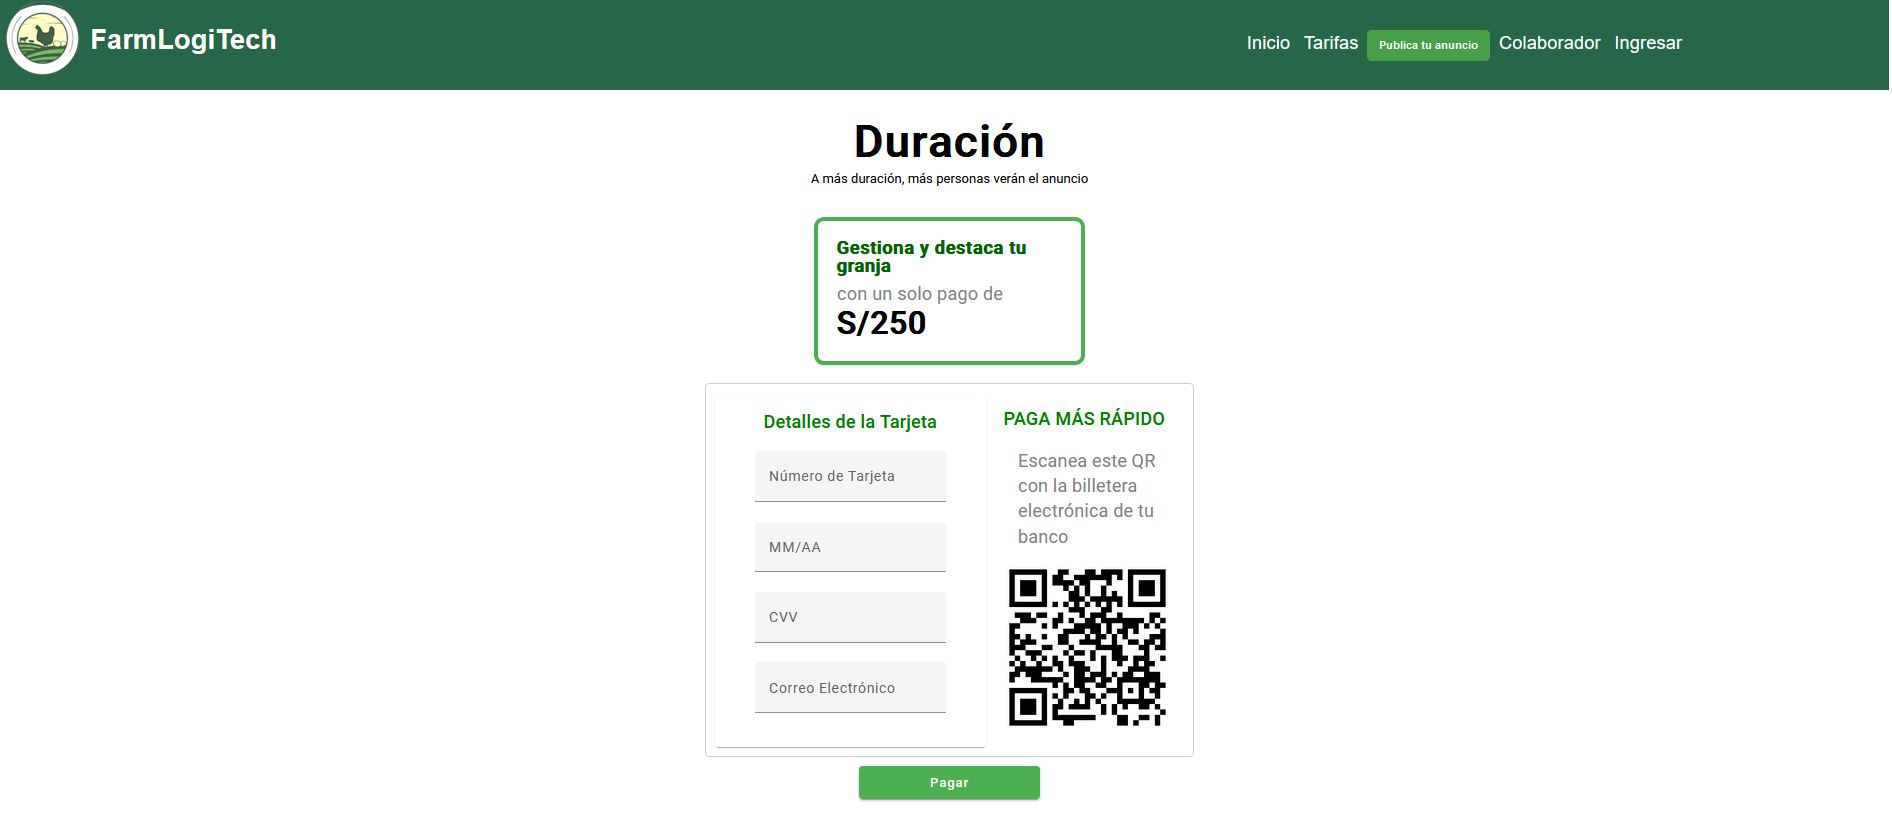 FarmLogiTech
Inicio Tarifas Publica tu anuncio Colaborador Ingresar
Duración
A más duración, más personas verán el anuncio
Gestiona y destaca tu
granja
con un solo pago de
S/250
Detalles de la Tarjeta
Número de Tarjeta
MM/AA
CVV
Correo Electrónico
PAGA MÁS RÁPIDO
Escanea este QR
con la billetera
electrónica de tu
banco
Pagar